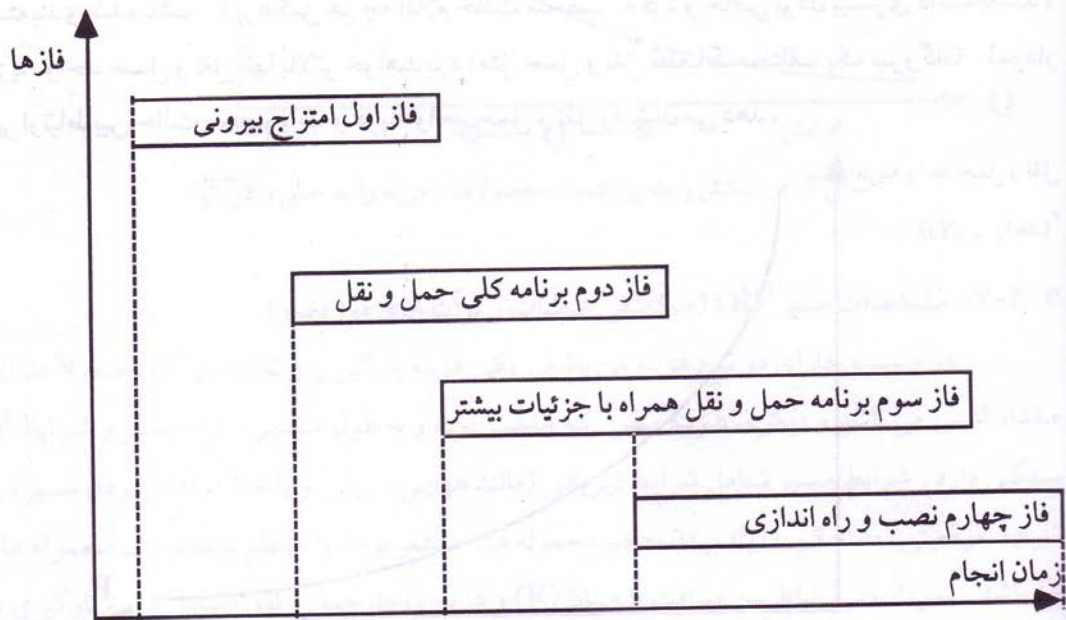 فازها
فاز اول امتزاج بیرونی
فاز دوم برنامه کلی حمل و نقل
فاز سوم برنامه حمل و نقل همراه با جزئیات بیشتر
فاز چهارم نصب و راه اندازی
زمان انجام